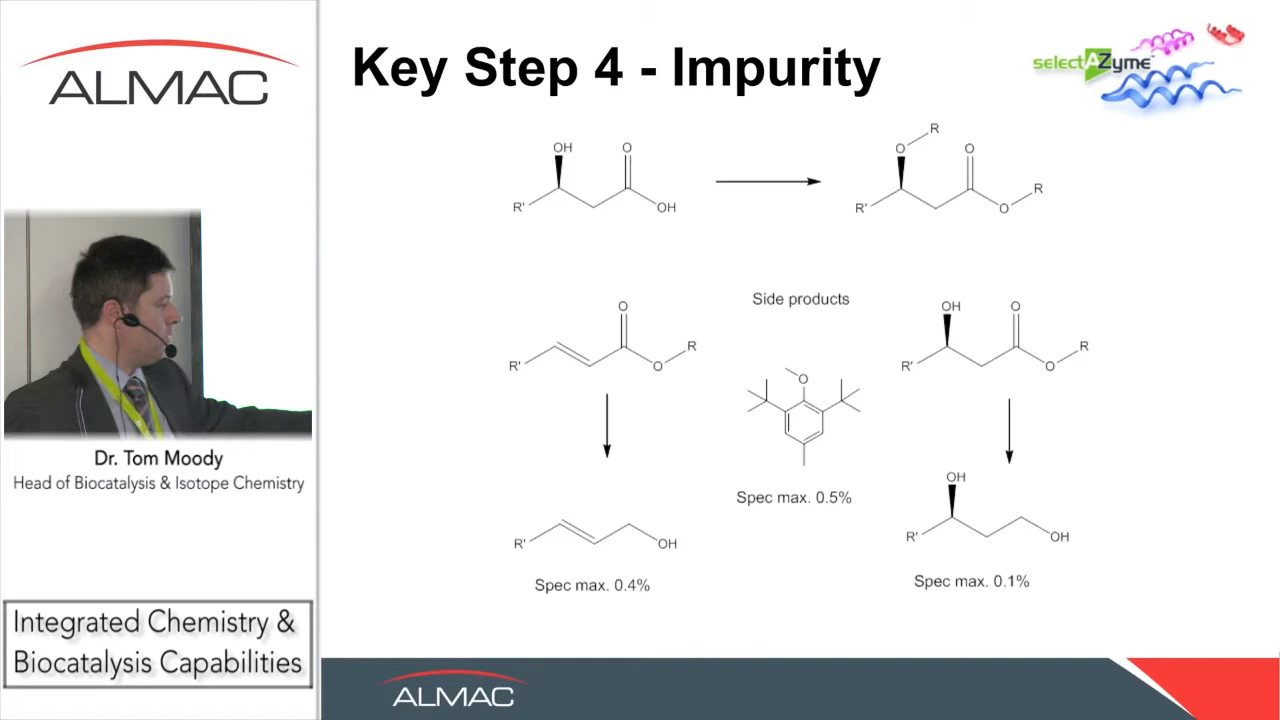 ALMAC
Key Step 4 - Impurity
selectAZyme™
OH
O
R'
OH
O
R
O
R'
O
R
Side products
O
R'
O
R
O
Spec max. 0.5%
OH
O
R'
O
R
R'
OH
Spec max. 0.4%
OH
R'
OH
Spec max. 0.1%
Dr. Tom Moody
Head of Biocatalysis & Isotope Chemistry
Integrated Chemistry &
Biocatalysis Capabilities
ALMAC